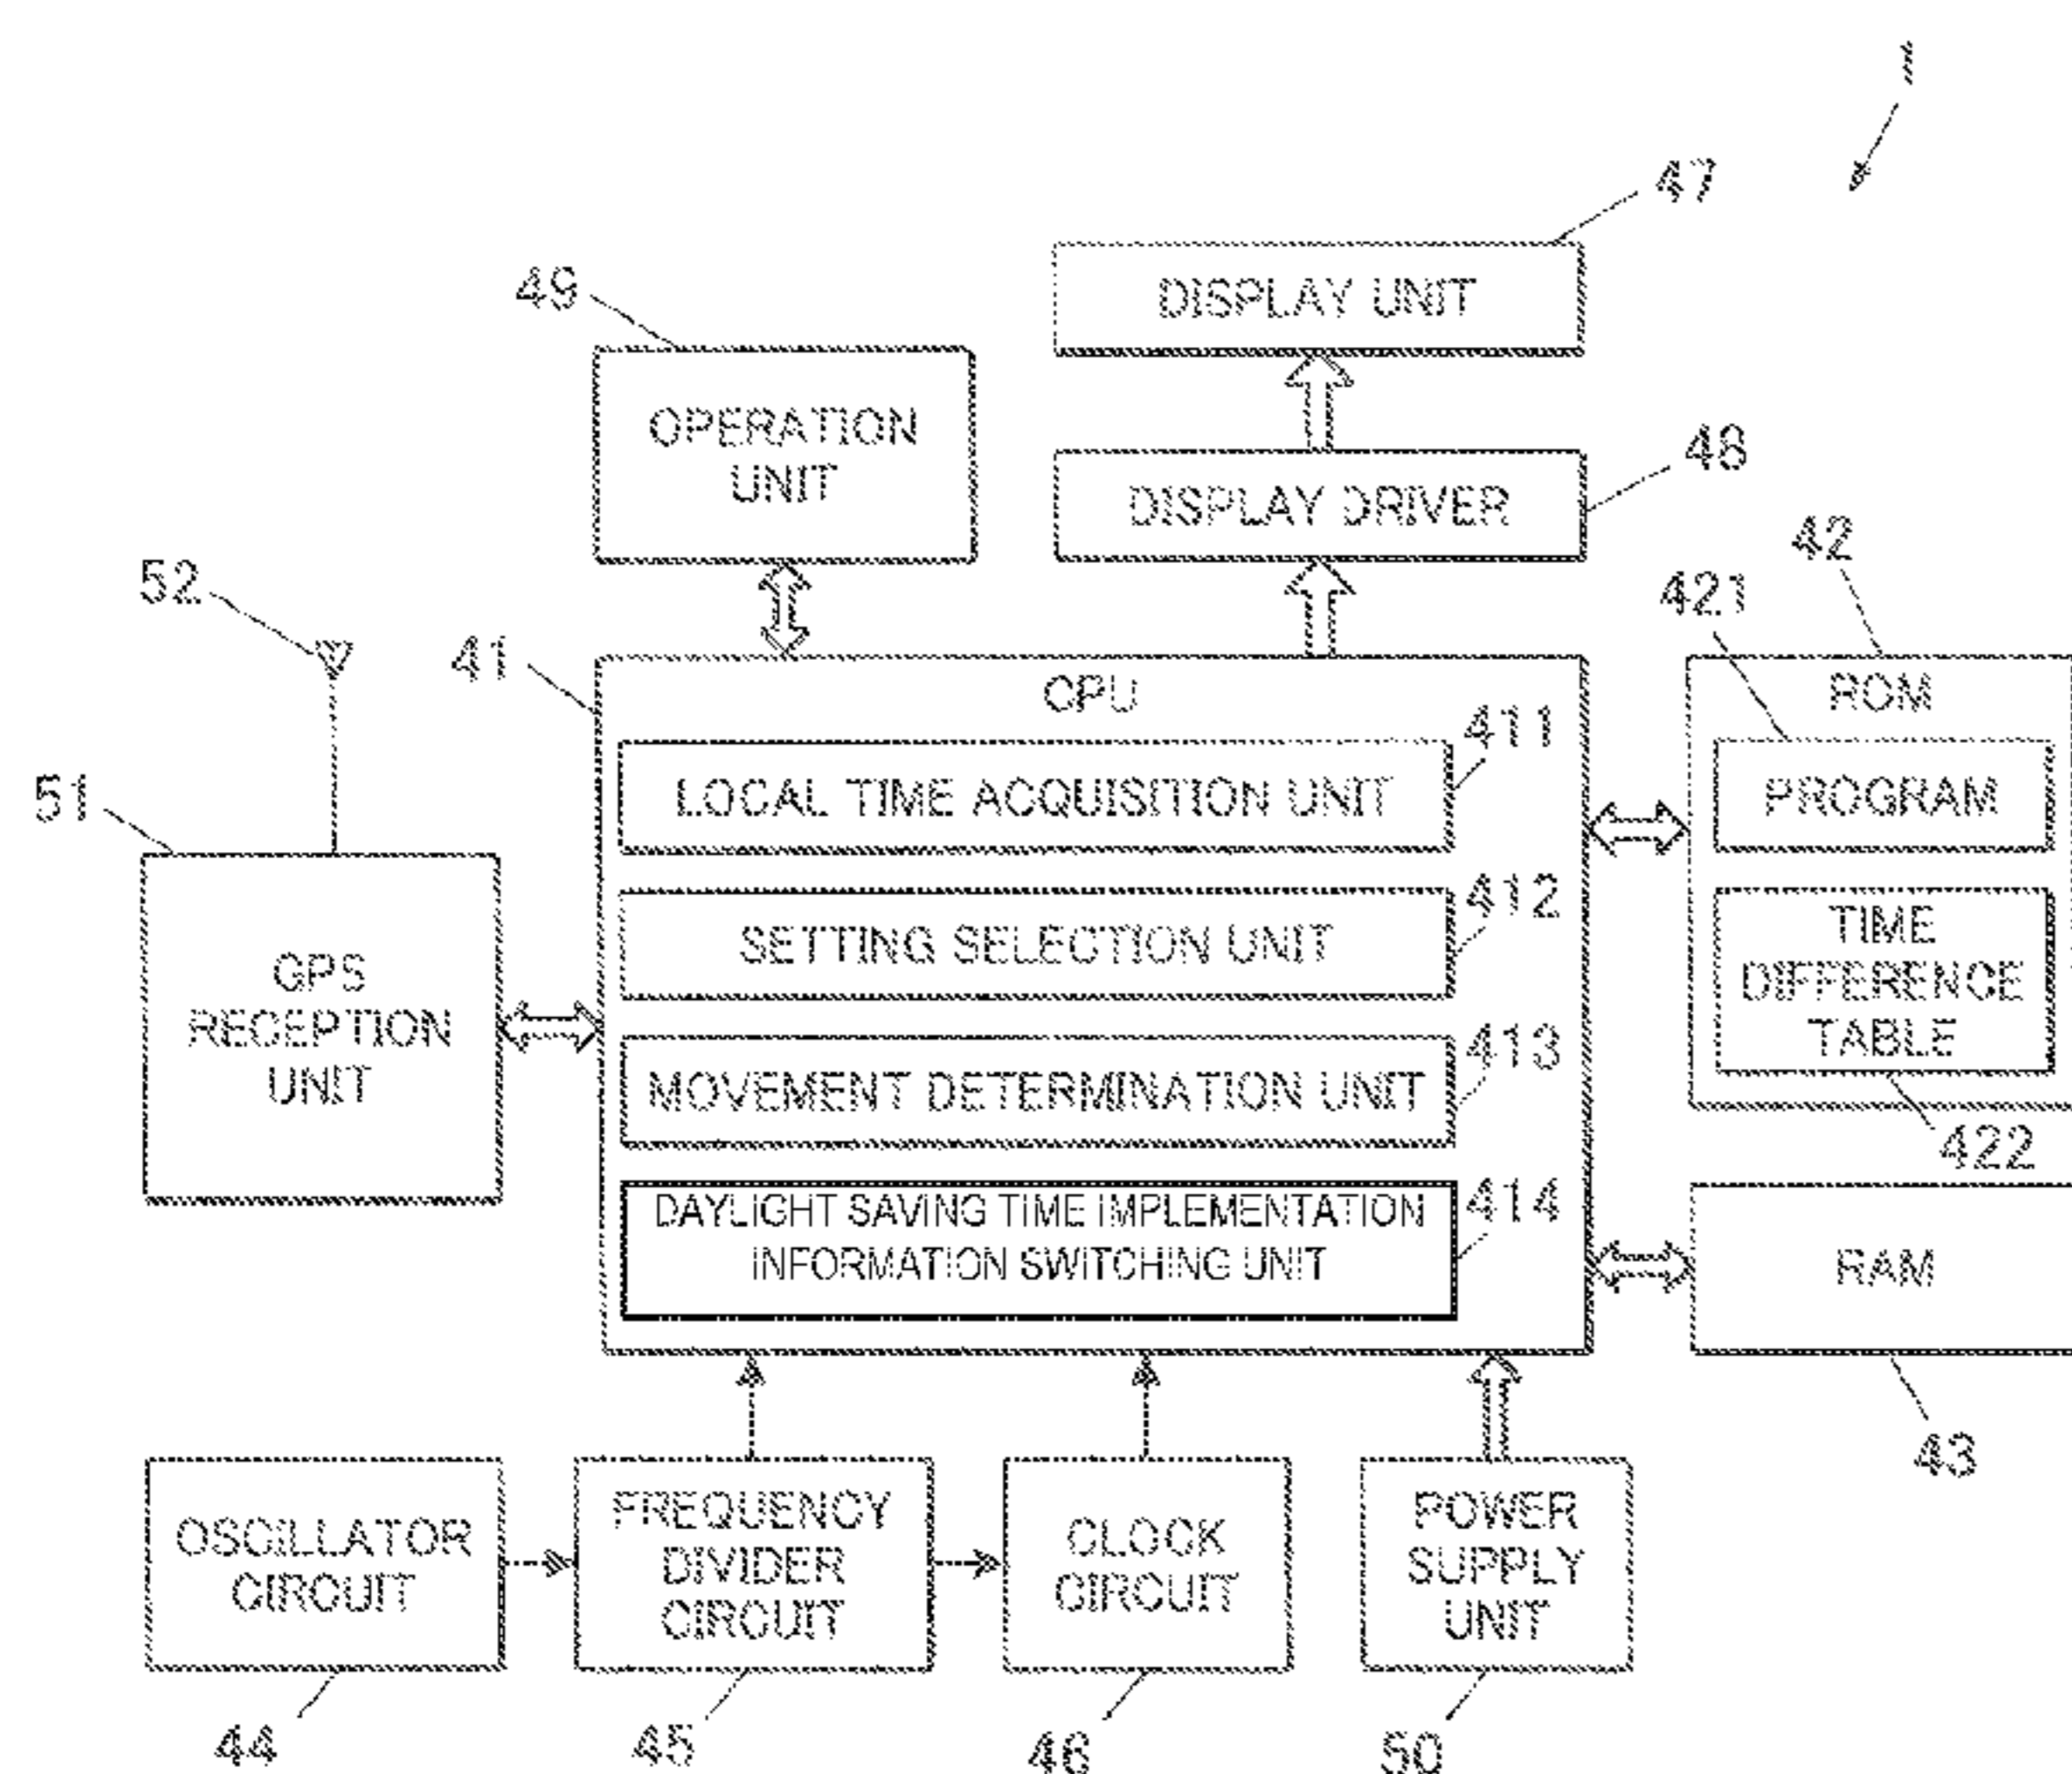 1
47
DISPLAY UNIT
49
OPERATION
UNIT
48
DISPLAY DRIVER
52
41
CPU
42
421
ROM
411
LOCAL TIME ACQUISITION UNIT
PROGRAM
51
GPS
RECEPTION
UNIT
412
SETTING SELECTION UNIT
TIME
DIFFERENCE
TABLE
422
413
MOVEMENT DETERMINATION UNIT
414
DAYLIGHT SAVING TIME IMPLEMENTATION
INFORMATION SWITCHING UNIT
RAM
43
OSCILLATOR
CIRCUIT
FREQUENCY
DIVIDER
CIRCUIT
CLOCK
CIRCUIT
POWER
SUPPLY
UNIT
44
45
46
50